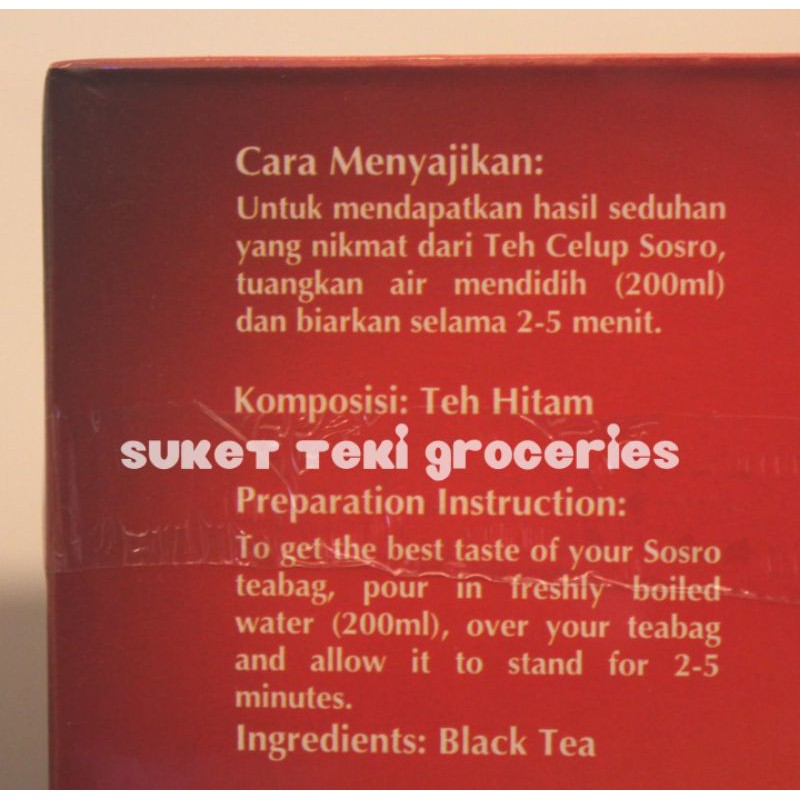 Cara Menyajikan:
Untuk mendapatkan hasil seduhan
yang nikmat dari Teh Celup Sosro,
tuangkan air mendidih (200ml)
dan biarkan selama 2-5 menit.
Komposisi: Teh Hitam
SUKET TEKI GROCERIES
Preparation Instruction:
To get the best taste of your Sosro
teabag, pour in freshly boiled
water (200ml), over your teabag
and allow it to stand for 2-5
minutes.
Ingredients: Black Tea